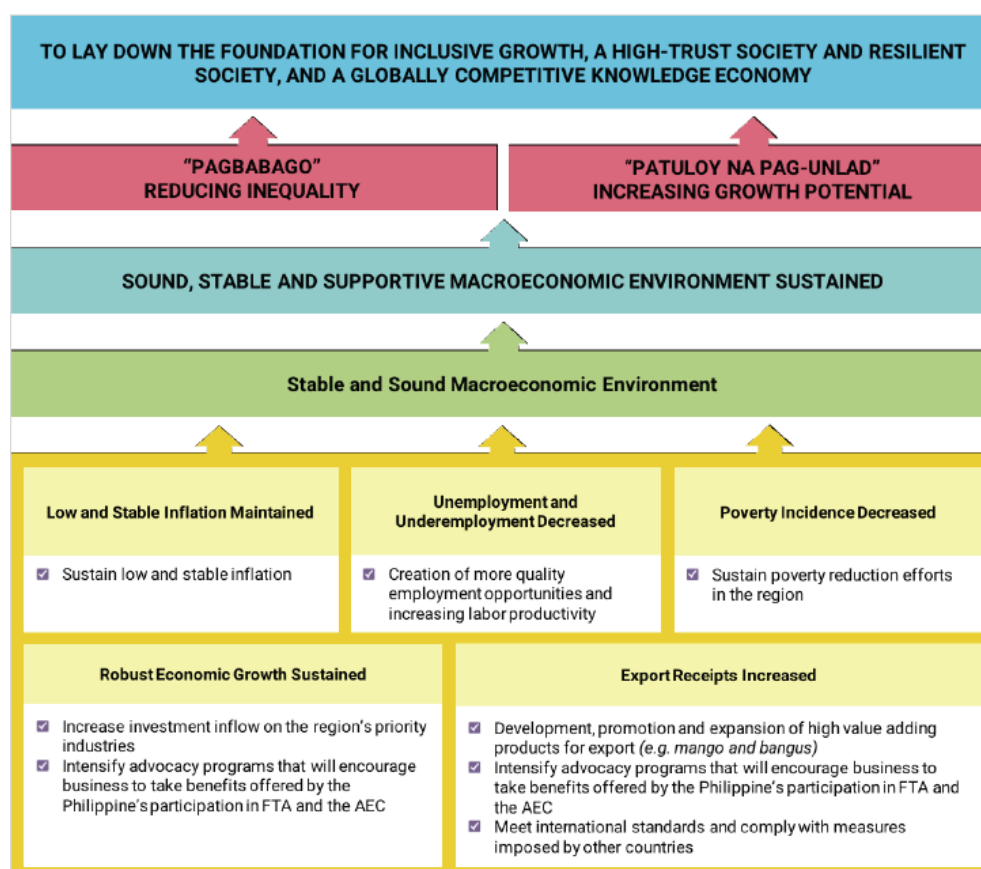 TO LAY DOWN THE FOUNDATION FOR INCLUSIVE GROWTH, A HIGH-TRUST SOCIETY AND RESILIENT
SOCIETY, AND A GLOBALLY COMPETITIVE KNOWLEDGE ECONOMY
"PAGBABAGO"
REDUCING INEQUALITY
"PATULOY NA PAG-UNLAD"
INCREASING GROWTH POTENTIAL
SOUND, STABLE AND SUPPORTIVE MACROECONOMIC ENVIRONMENT SUSTAINED
Stable and Sound Macroeconomic Environment
Low and Stable Inflation Maintained
Sustain low and stable inflation
Unemployment and
Underemployment Decreased
Creation of more quality
employment opportunities and
increasing labor productivity
Poverty Incidence Decreased
Sustain poverty reduction efforts
in the region
Robust Economic Growth Sustained
Increase investment inflow on the region's priority
industries
Intensify advocacy programs that will encourage
business to take benefits offered by the
Philippine's participation in FTA and the AEC
Export Receipts Increased
Development, promotion and expansion of high value adding
products for export (e.g. mango and bangus)
Intensify advocacy programs that will encourage business to
take benefits offered by the Philippine's participation in FTA and
the AEC
Meet international standards and comply with measures
imposed by other countries